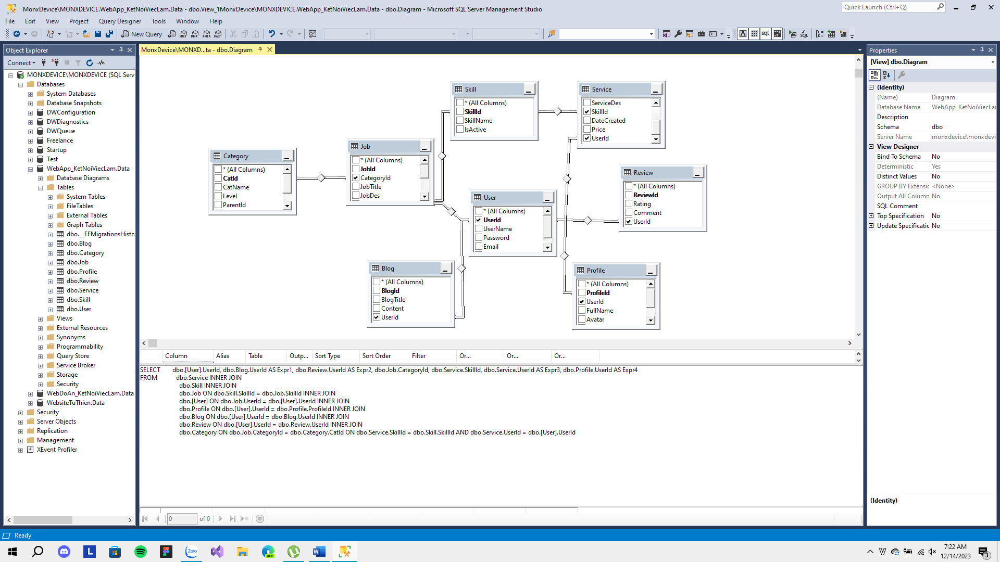 MonxDevice\MONXDEVICE.WebApp_KetNoiViecLam.Data - dbo.View_1MonxDevice\MONXDEVICE.WebApp_KetNoiViecLam.Data - dbo.Diagram - Microsoft SQL Server Management Studio
Quick Launch (Ctrl+Q)
File Edit View Project Query Designer Tools Window Help
New Query
MDX DMX XMLA DAX
SQL
Object Explorer
Connect
MONXDEVICE\MONXDEVICE (SQL Serv
Databases
System Databases
Database Snapshots
DWConfiguration
DWDiagnostics
DWQueue
Freelance
Startup
Test
WebApp_KetNoiViecLam.Data
Database Diagrams
Tables
System Tables
FileTables
External Tables
Graph Tables
dbo.__EFMigrationsHisto
dbo.Blog
dbo.Category
dbo.Job
dbo.Profile
dbo.Review
dbo.Service
dbo.Skill
dbo.User
Views
External Resources
Synonyms
Programmability
Query Store
Service Broker
Storage
Security
WebDoAn_KetNoiViecLam.Data
WebsiteTuThien.Data
Security
Server Objects
Replication
Management
XEvent Profiler
MonxDevice\MONXD...ta - dbo.Diagram
Category
* (All Columns)
CatId
CatName
Level
ParentId
Job
* (All Columns)
JobId
CategoryId
JobTitle
JobDes
Skill
* (All Columns)
SkillId
SkillName
IsActive
Service
ServiceDes
SkillId
DateCreated
Price
UserId
User
* (All Columns)
UserId
UserName
Password
Email
Review
* (All Columns)
ReviewId
Rating
Comment
UserId
Blog
* (All Columns)
BlogId
BlogTitle
Content
UserId
Profile
* (All Columns)
ProfileId
UserId
FullName
Avatar
Column Alias Table Outp... Sort Type Sort Order Filter Or... Or... Or...
SELECT dbo.[User].UserId, dbo.Blog.UserId AS Expr1, dbo.Review.UserId AS Expr2, dbo.Job.CategoryId, dbo.Service.SkillId, dbo.Service.UserId AS Expr3, dbo.Profile.UserId AS Expr4
FROM dbo.Service INNER JOIN
dbo.Skill INNER JOIN
dbo.Job ON dbo.Skill.SkillId = dbo.Job.SkillId INNER JOIN
dbo.[User] ON dbo.Job.UserId = dbo.[User].UserId INNER JOIN
dbo.Profile ON dbo.[User].UserId = dbo.Profile.ProfileId INNER JOIN
dbo.Blog ON dbo.[User].UserId = dbo.Blog.UserId INNER JOIN
dbo.Review ON dbo.[User].UserId = dbo.Review.UserId INNER JOIN
dbo.Category ON dbo.Job.CategoryId = dbo.Category.CatId ON dbo.Service.SkillId = dbo.Skill.SkillId AND dbo.Service.UserId = dbo.[User].UserId
0 of 0
Properties
[View] dbo.Diagram
(Identity)
(Name) Diagram
Database Name WebApp_KetNoiViecLar
Description
Schema dbo
Server Name monxdevice\monxdevi
View Designer
Bind To Schema No
Deterministic Yes
Distinct Values No
GROUP BY Extensic <None>
Output All Column No
SQL Comment
Top Specification No
Update Specificatic No
(Identity)
Ready
L
Zalo
DEV
7:22 AM
12/14/2023
3